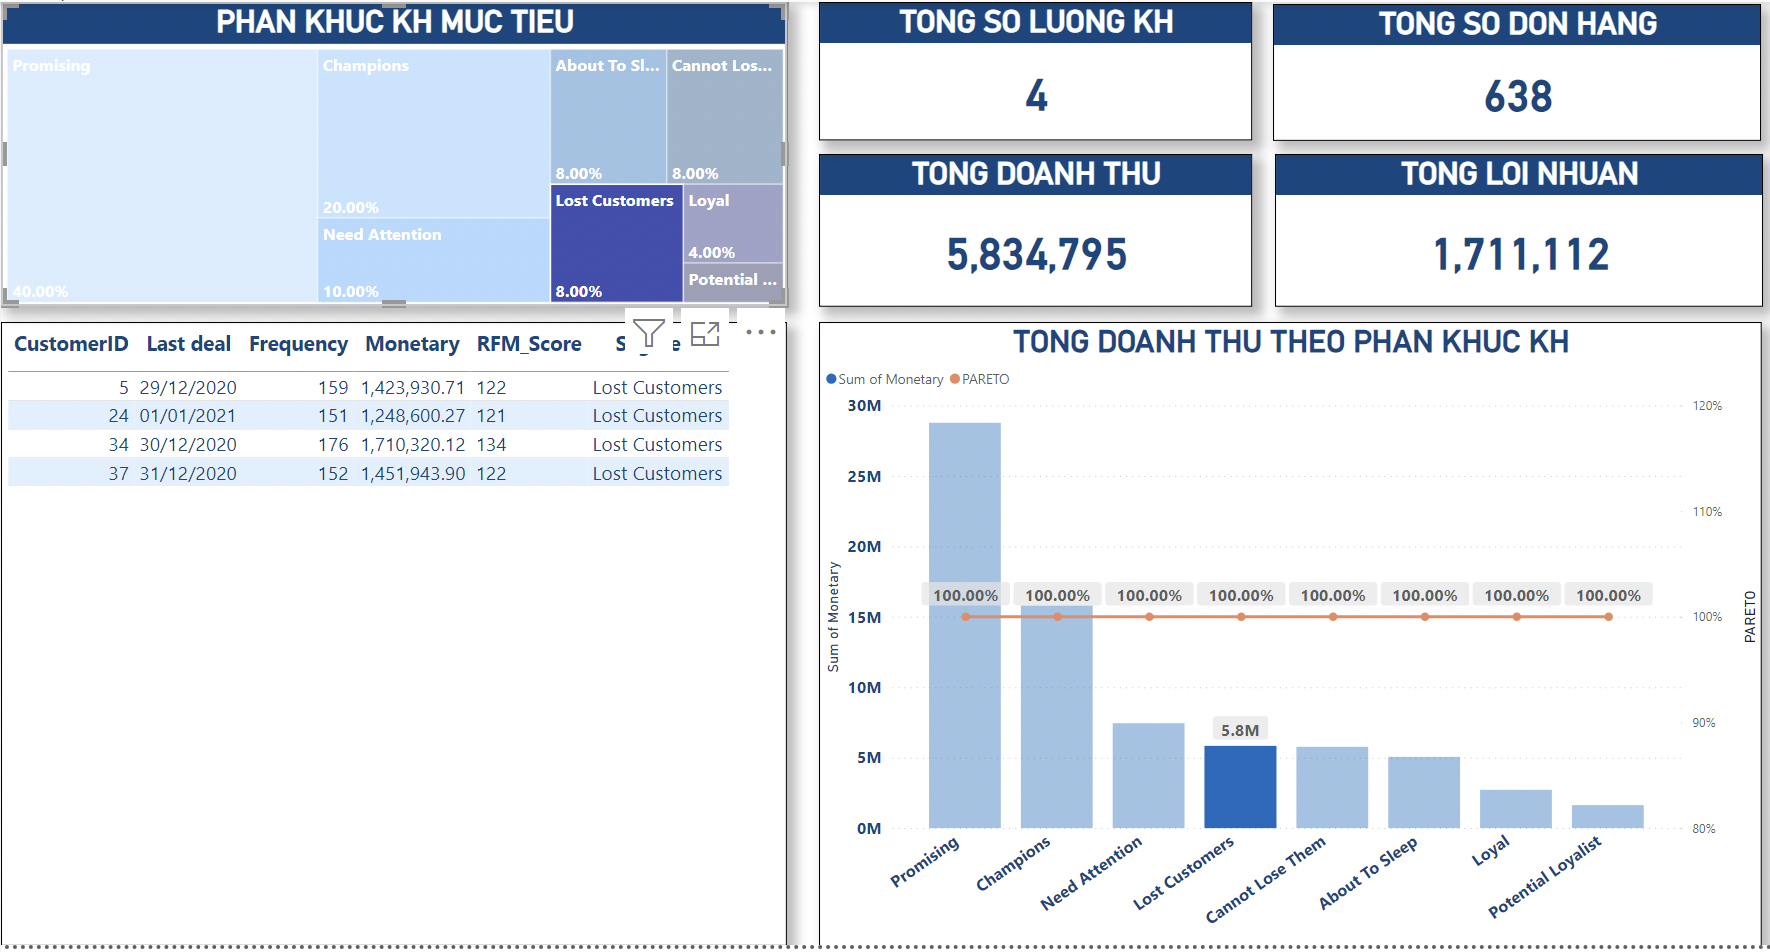 PHAN KHUC KH MUC TIEU
Promising
40.00%
Champions
20.00%
Need Attention
10.00%
About To Sl...
8.00%
Cannot Los...
8.00%
Lost Customers
8.00%
Loyal
4.00%
Potential ...
TONG SO LUONG KH
4
TONG SO DON HANG
638
TONG DOANH THU
5,834,795
TONG LOI NHUAN
1,711,112
CustomerID Last deal Frequency Monetary RFM_Score
5 29/12/2020 159 1,423,930.71 122 Lost Customers
24 01/01/2021 151 1,248,600.27 121 Lost Customers
34 30/12/2020 176 1,710,320.12 134 Lost Customers
37 31/12/2020 152 1,451,943.90 122 Lost Customers
TONG DOANH THU THEO PHAN KHUC KH
Sum of Monetary PARETO
30M
25M
20M
15M
10M
5M
0M
Sum of Monetary
120%
110%
100%
90%
80%
PARETO
100.00% 100.00% 100.00% 100.00% 100.00% 100.00% 100.00% 100.00%
5.8M
Promising
Champions
Need Attention
Lost Customers
Cannot Lose Them
About To Sleep
Loyal
Potential Loyalist